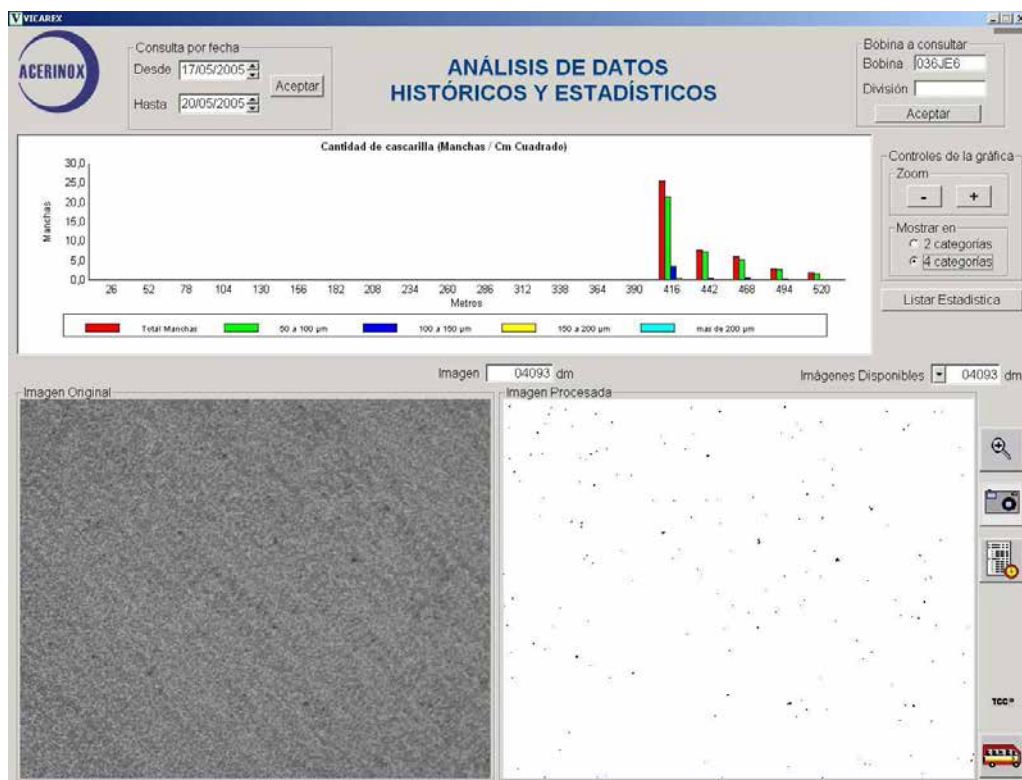 VICAREX
ACERINOX
Consulta por fecha
Desde 17/05/2005
Hasta 20/05/2005
Aceptar
ANÁLISIS DE DATOS
HISTÓRICOS Y ESTADÍSTICOS
Bobina a consultar
Bobina 036JE6
División
Aceptar
Cantidad de cascarilla (Manchas / Cm Cuadrado)
Manchas
30,0
25,0
20,0
15,0
10,0
5,0
0,0
26 52 78 104 130 156 182 208 234 260 286 312 338 364 390 416 442 468 494 520
Metros
Total Manchas 50 a 100 µm 100 a 150 µm 150 a 200 µm mas de 200 µm
Controles de la gráfica
Zoom
- +
Mostrar en
2 categorías
4 categorías
Listar Estadistica
Imagen 04093 dm
Imágenes Disponibles 04093 dm
Imagen Original
Imagen Procesada